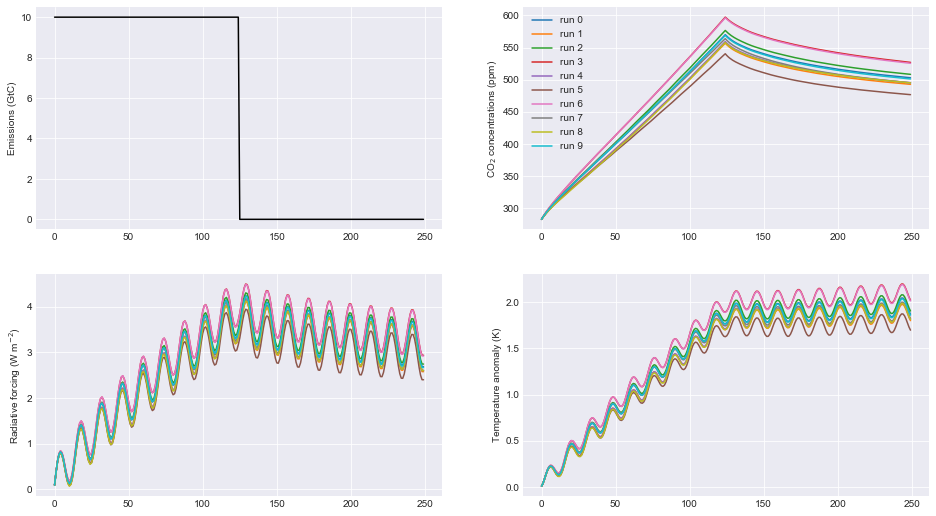 Emissions (GtC)
10
8
6
4
2
0
0 50 100 150 200 250
CO2 concentrations (ppm)
600
550
500
450
400
350
300
run 0
run 1
run 2
run 3
run 4
run 5
run 6
run 7
run 8
run 9
0 50 100 150 200 250
Radiative forcing (W m−2)
4
3
2
1
0
0 50 100 150 200 250
Temperature anomaly (K)
2.0
1.5
1.0
0.5
0.0
0 50 100 150 200 250